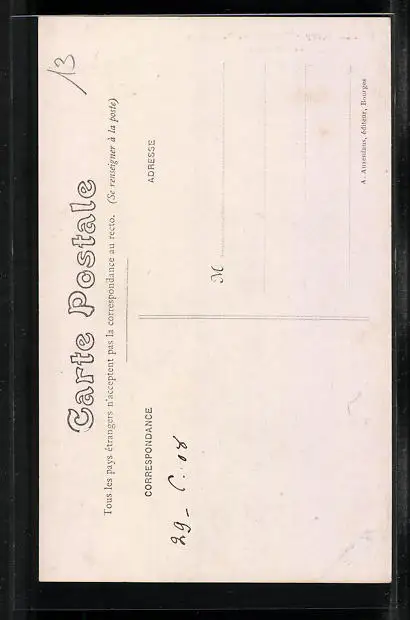 13
Carte Postale
Tous les pays étrangers n'acceptent pas la correspondance au recto. (Se renseigner à la poste)
CORRESPONDANCE
ADRESSE
29-6.08
M
A. Auxenfans, éditeur, Bourges